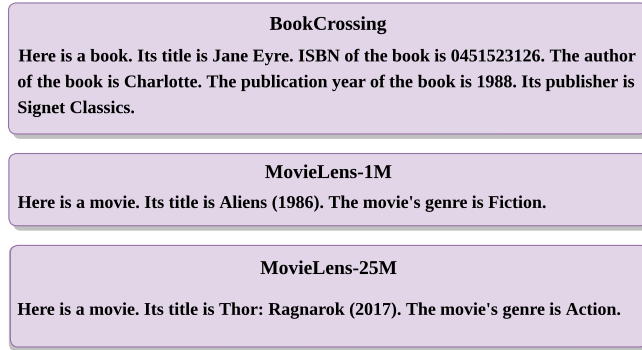 BookCrossing
Here is a book. Its title is Jane Eyre. ISBN of the book is 0451523126. The author
of the book is Charlotte. The publication year of the book is 1988. Its publisher is
Signet Classics.
MovieLens-1M
Here is a movie. Its title is Aliens (1986). The movie's genre is Fiction.
MovieLens-25M
Here is a movie. Its title is Thor: Ragnarok (2017). The movie's genre is Action.